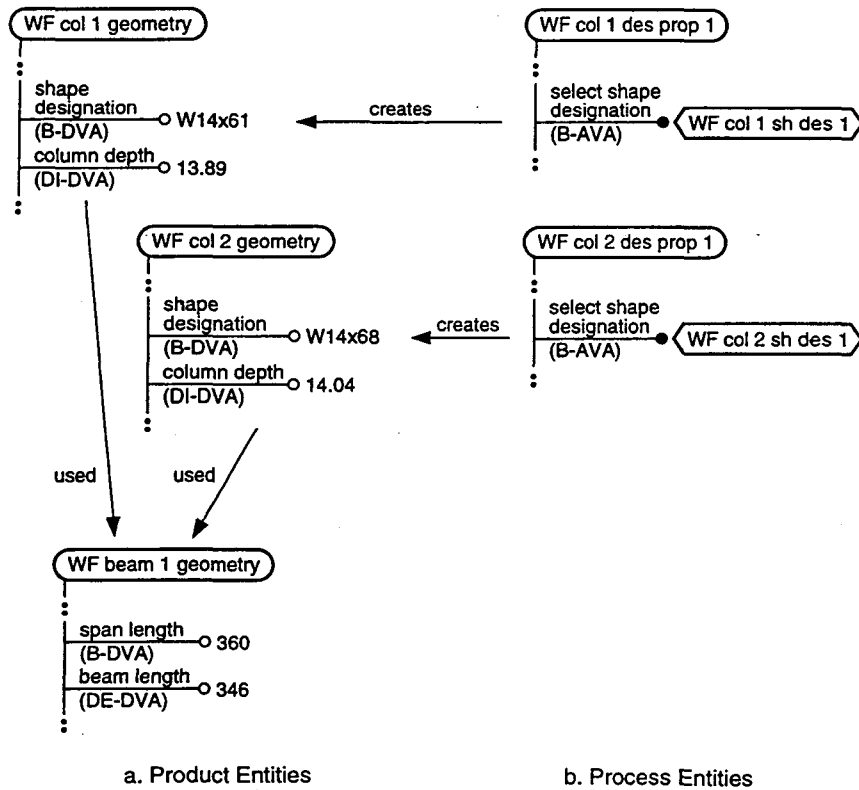 WF col 1 geometry
shape
designation
(B-DVA)
W14x61
column depth
(DI-DVA)
13.89
creates
WF col 1 des prop 1
select shape
designation
(B-AVA)
WF col 1 sh des 1
WF col 2 geometry
shape
designation
(B-DVA)
W14x68
column depth
(DI-DVA)
14.04
creates
WF col 2 des prop 1
select shape
designation
(B-AVA)
WF col 2 sh des 1
used
used
WF beam 1 geometry
span length
(B-DVA)
360
beam length
(DE-DVA)
346
a. Product Entities
b. Process Entities